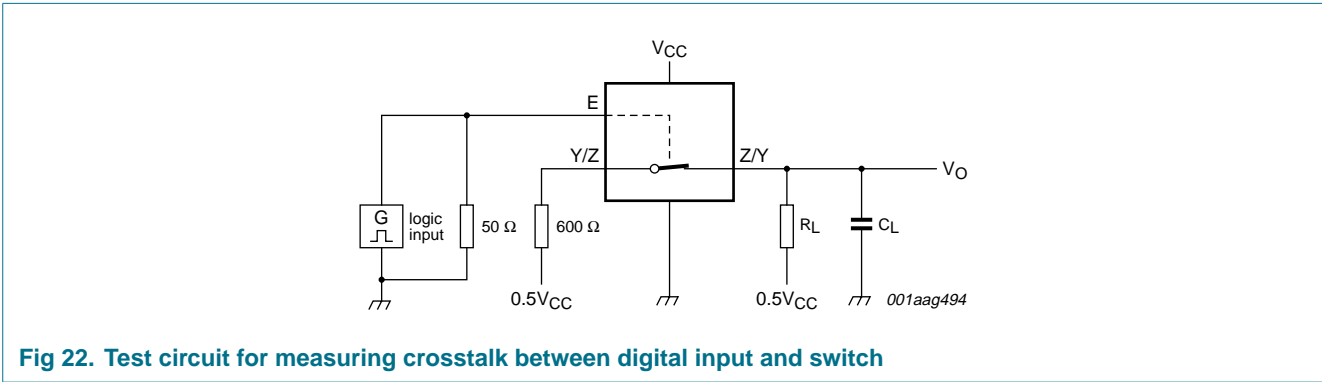 VCC
E
Y/Z
Z/Y
VO
G
logic
input
50 Ω
600 Ω
RL
CL
0.5VCC
0.5VCC
001aag494
Fig 22. Test circuit for measuring crosstalk between digital input and switch